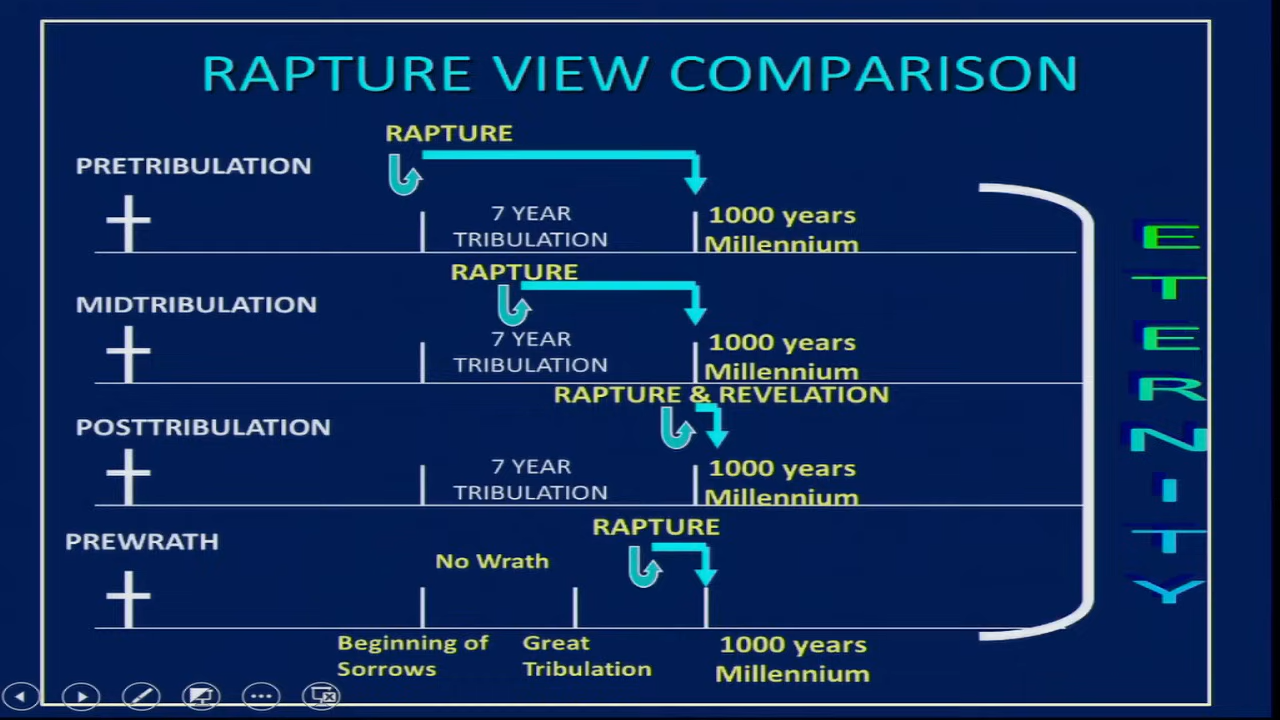 RAPTURE VIEW COMPARISON
RAPTURE
PRETRIBULATION
7 YEAR
TRIBULATION
1000 years
Millennium
RAPTURE
MIDTRIBULATION
7 YEAR
TRIBULATION
1000 years
Millennium
RAPTURE & REVELATION
POSTTRIBULATION
7 YEAR
TRIBULATION
1000 years
Millennium
RAPTURE
PREWRATH
No Wrath
Beginning of
Sorrows
Great
Tribulation
1000 years
Millennium
ETERNITY